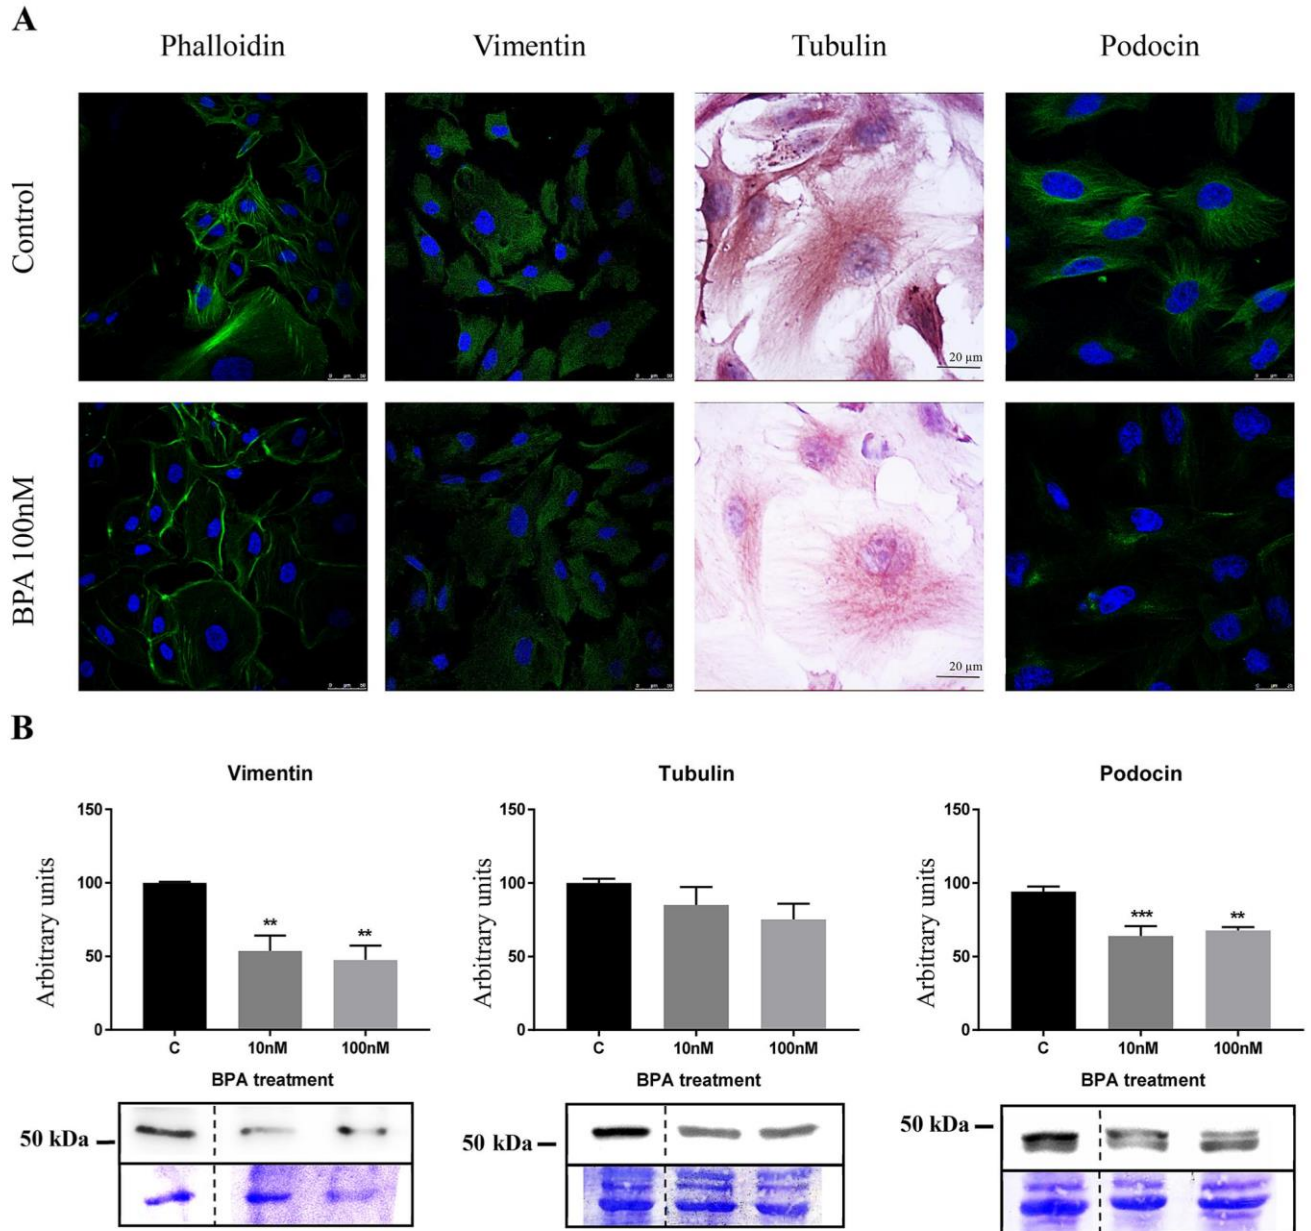 A
Phalloidin Vimentin Tubulin Podocin
Control
20 µm
BPA 100nM
20 µm
B
Vimentin Tubulin Podocin
Arbitrary units
150
100
50
0
** **
C 10nM 100nM
BPA treatment
50 kDa
Arbitrary units
150
100
50
0
C 10nM 100nM
BPA treatment
50 kDa
Arbitrary units
150
100
50
0
*** **
C 10nM 100nM
BPA treatment
50 kDa